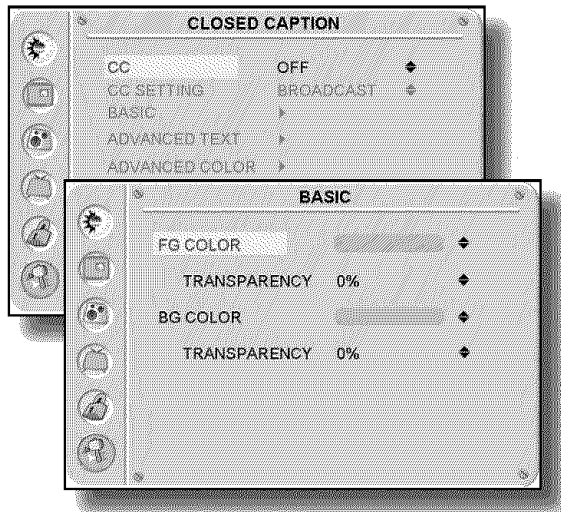 CLOSED CAPTION
CC OFF
CC SETTING BROADCAST
BASIC
ADVANCED TEXT
ADVANCED COLOR
BASIC
FG COLOR
TRANSPARENCY 0%
BG COLOR
TRANSPARENCY 0%